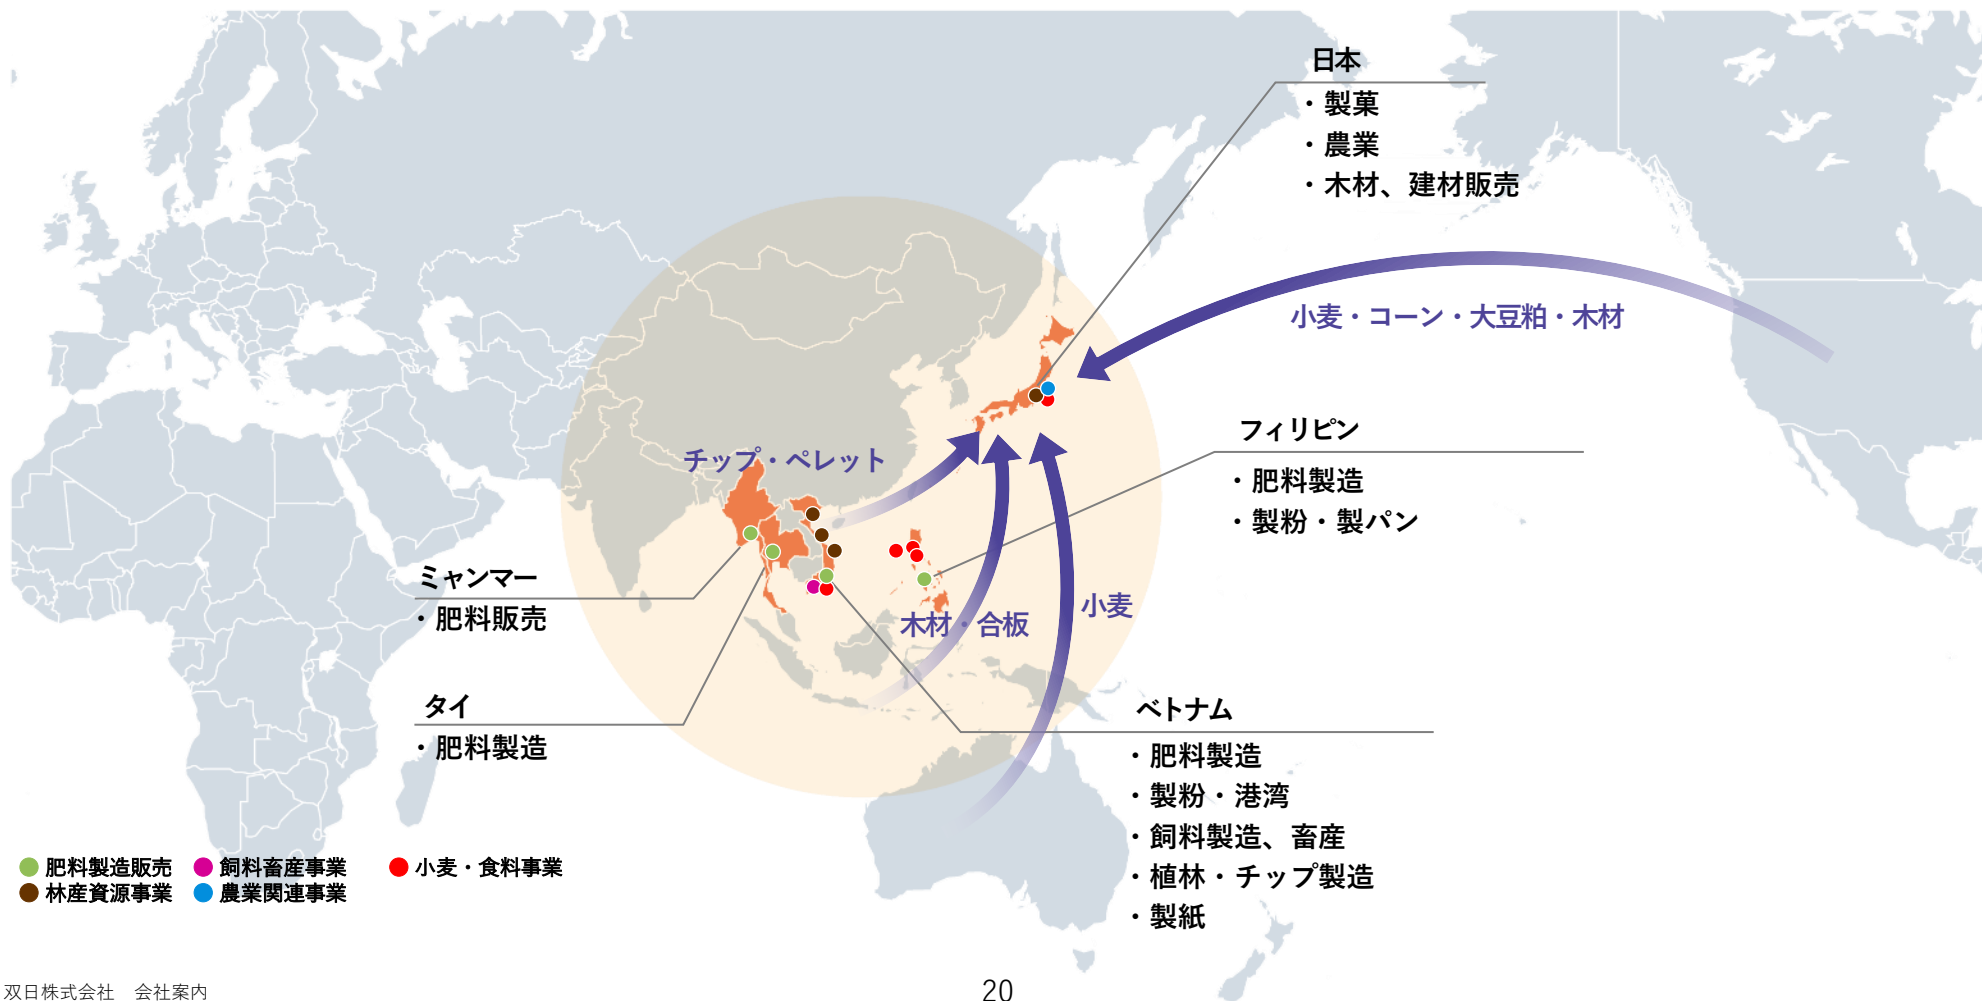 日本
・製菓
・農業
・木材、建材販売
小麦・コーン・大豆粕・木材
フィリピン
・肥料製造
・製粉・製パン
チップ・ペレット
ミャンマー
・肥料販売
木材・合板
小麦
タイ
・肥料製造
ベトナム
・肥料製造
・製粉・港湾
・飼料製造、畜産
・植林・チップ製造
・製紙
肥料製造販売 飼料畜産事業 小麦・食料事業
林産資源事業 農業関連事業
双日株式会社　会社案内
20